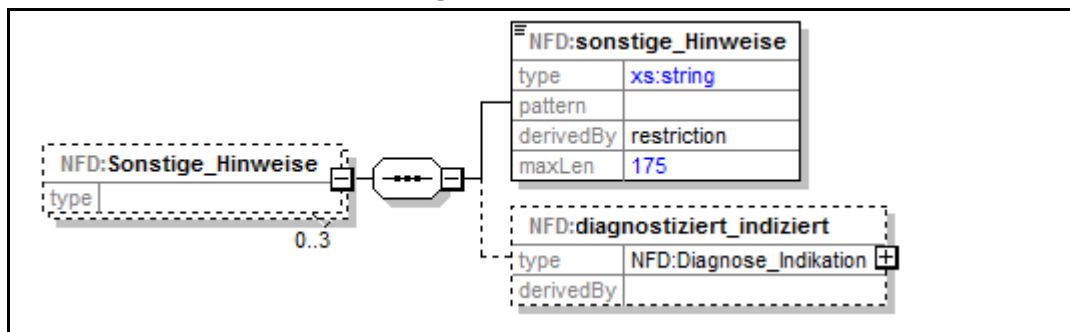 NFD:sonstige_Hinweise
type xs:string
pattern
derivedBy restriction
maxLen 175
NFD:Sonstige_Hinweise
type
0..3
NFD:diagnostiziert_indiziert
type NFD:Diagnose_Indikation
derivedBy